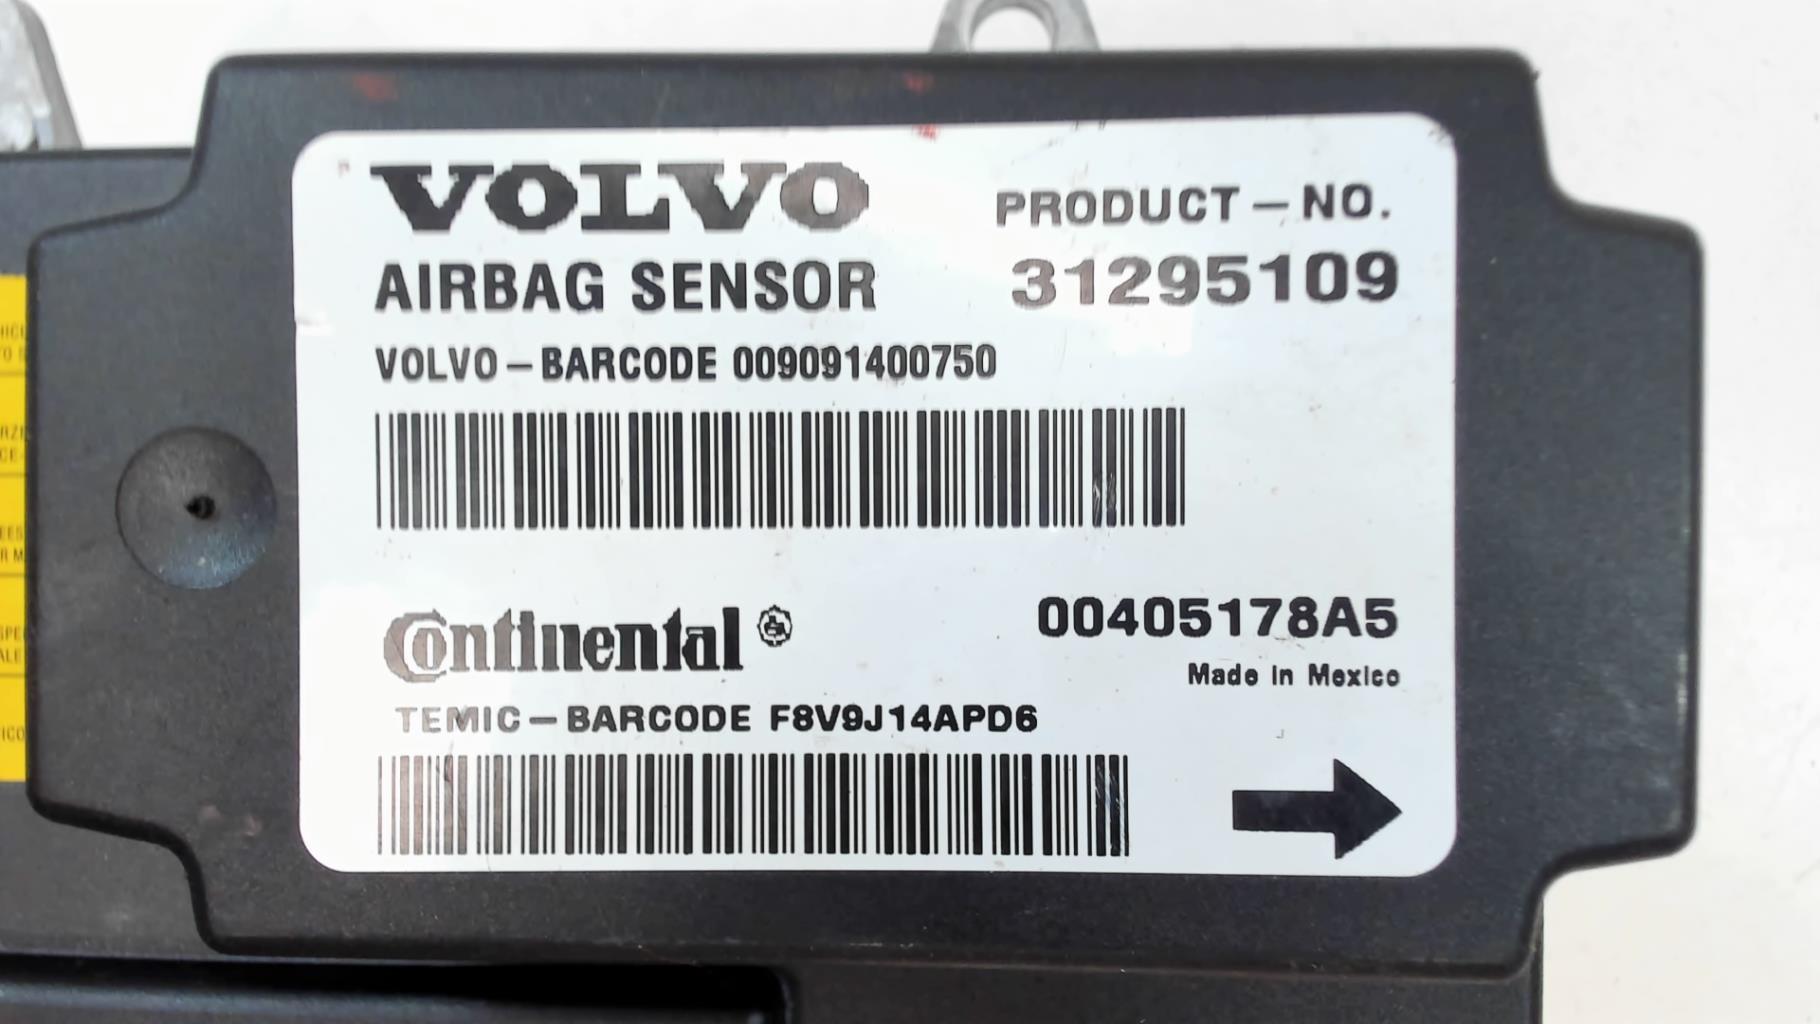 VOLVO
PRODUCT-NO.
AIRBAG SENSOR
31295109
VOLVO-BARCODE 009091400750
Continental
00405178A5
Made in Mexico
TEMIC-BARCODE F8V9J14APD6